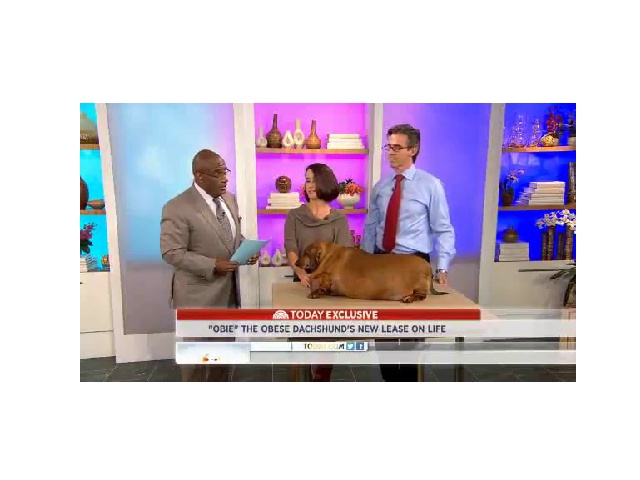 TODAY EXCLUSIVE
"OBIE" THE OBESE DACHSHUND'S NEW LEASE ON LIFE
TODAY.COM